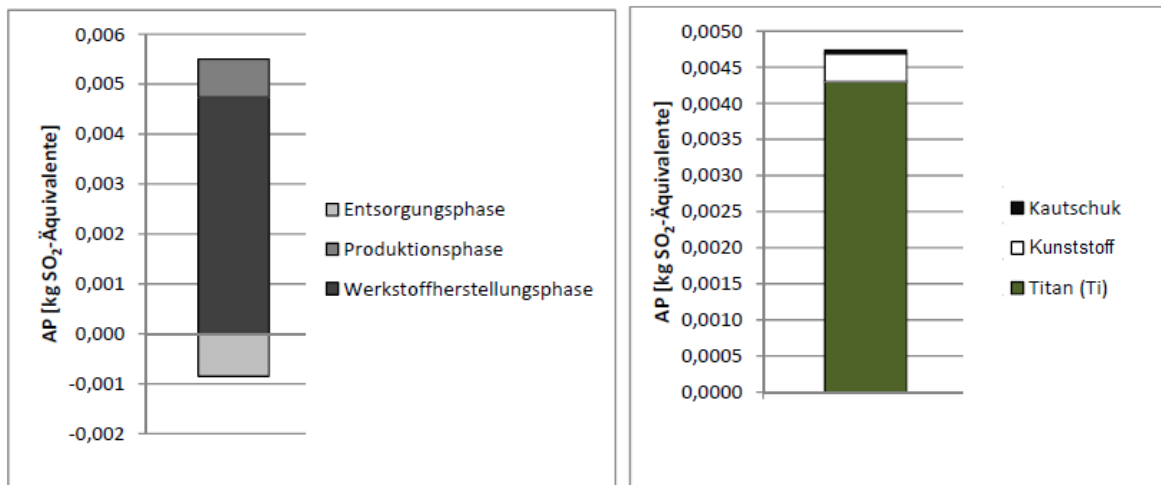 0,006
0,005
0,004
0,003
0,002
0,001
0,000
-0,001
-0,002
AP [kg SO₂-Äquivalente]
Entsorgungsphase
Produktionsphase
Werkstoffherstellungsphase
0,0050
0,0045
0,0040
0,0035
0,0030
0,0025
0,0020
0,0015
0,0010
0,0005
0,0000
AP [kg SO₂-Äquivalente]
Kautschuk
Kunststoff
Titan (Ti)